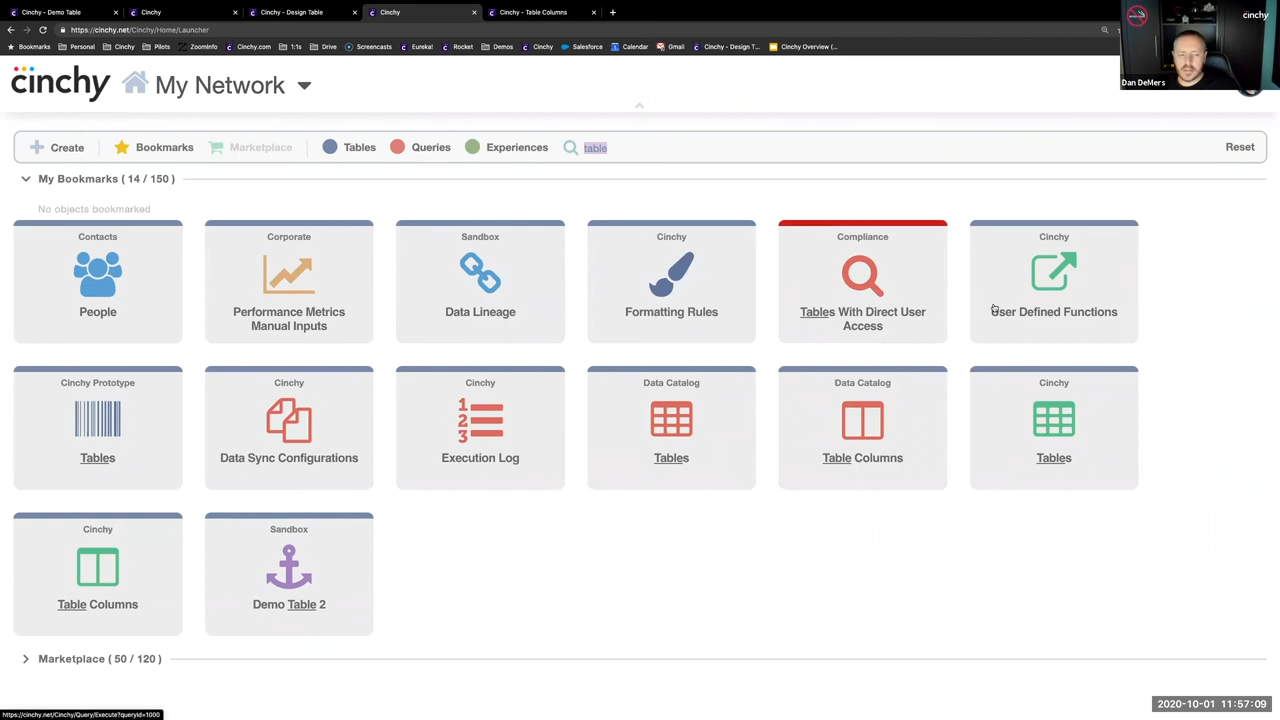 Cinchy - Demo Table
Cinchy
Cinchy - Design Table
Cinchy
Cinchy - Table Columns
https://cinchy.net/Cinchy/Home/Launcher
Bookmarks Personal Cinchy Pilots ZoomInfo Cinchy.com 1:1s Drive Screencasts Eureka! Rocket Demos Cinchy Salesforce Calendar Gmail Cinchy - Design T... Cinchy Overview (...
cinchy
Dan DeMers
cinchy My Network
Create Bookmarks Marketplace Tables Queries Experiences table Reset
My Bookmarks ( 14 / 150 )
No objects bookmarked
Contacts
People
Corporate
Performance Metrics
Manual Inputs
Sandbox
Data Lineage
Cinchy
Formatting Rules
Compliance
Tables With Direct User
Access
Cinchy
User Defined Functions
Cinchy Prototype
Tables
Cinchy
Data Sync Configurations
Cinchy
1
2
3
Execution Log
Data Catalog
Tables
Data Catalog
Table Columns
Cinchy
Tables
Cinchy
Table Columns
Sandbox
Demo Table 2
Marketplace ( 50 / 120 )
https://cinchy.net/Cinchy/Query/Execute?queryId=1000
2020-10-01 11:57:09